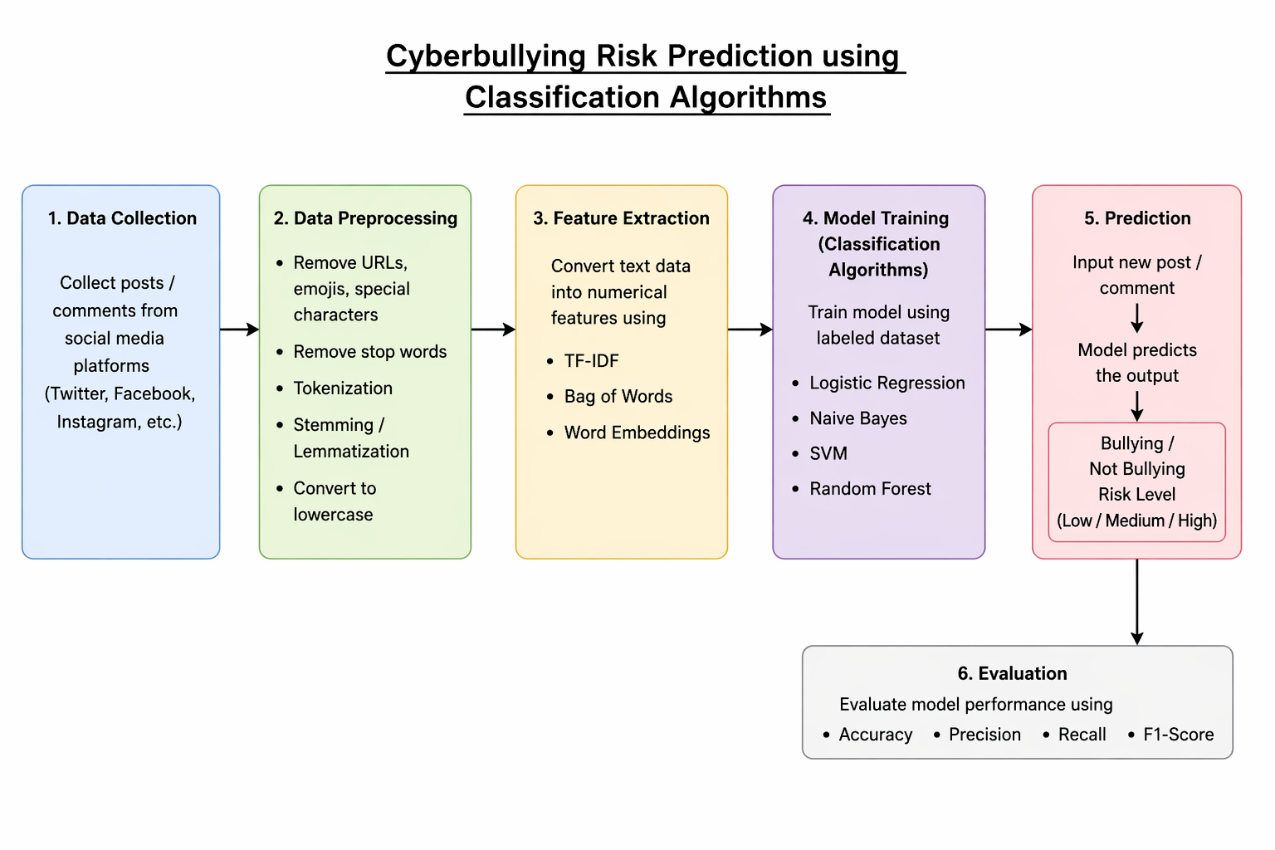 Cyberbullying Risk Prediction using
Classification Algorithms
1. Data Collection
Collect posts /
comments from
social media
platforms
(Twitter, Facebook,
Instagram, etc.)
2. Data Preprocessing
• Remove URLs,
emojis, special
characters
• Remove stop words
• Tokenization
• Stemming /
Lemmatization
• Convert to
lowercase
3. Feature Extraction
Convert text data
into numerical
features using
• TF-IDF
• Bag of Words
• Word Embeddings
4. Model Training
(Classification
Algorithms)
Train model using
labeled dataset
• Logistic Regression
• Naive Bayes
• SVM
• Random Forest
5. Prediction
Input new post /
comment
Model predicts
the output
Bullying /
Not Bullying
Risk Level
(Low / Medium / High)
6. Evaluation
Evaluate model performance using
• Accuracy • Precision • Recall • F1-Score